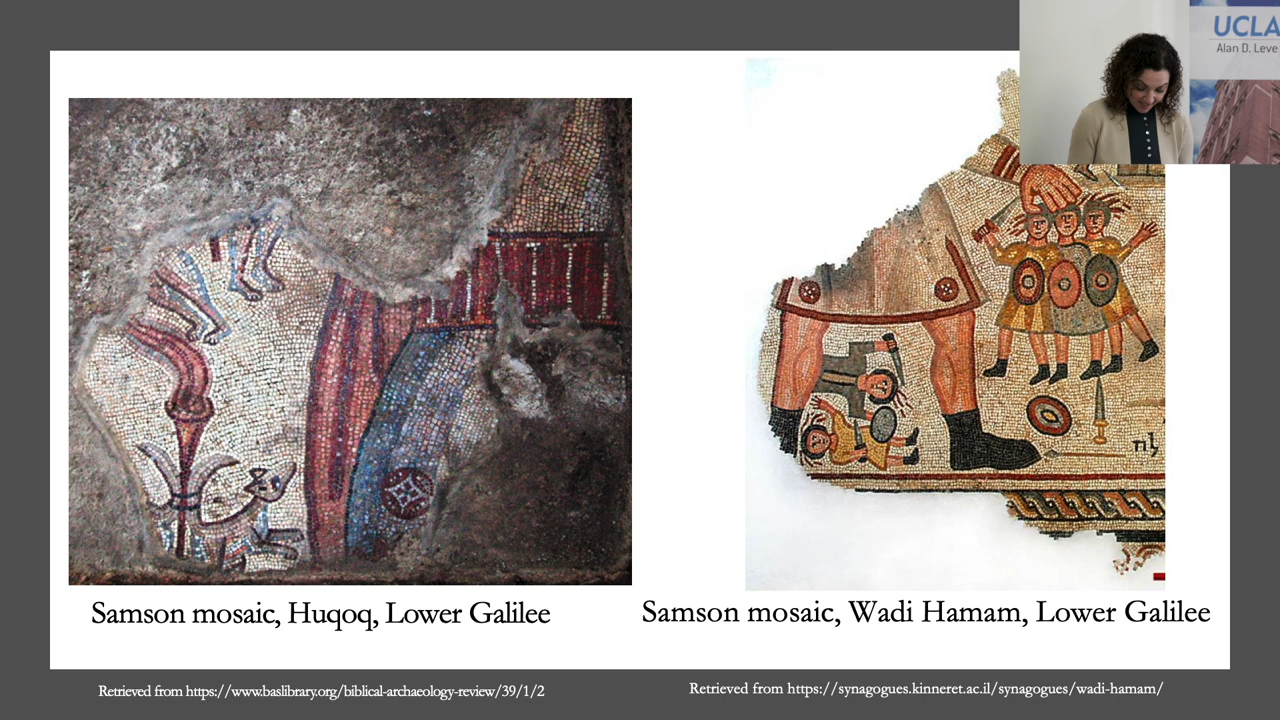 UCLA
Alan D. Leve
Samson mosaic, Huqoq, Lower Galilee
Samson mosaic, Wadi Hamam, Lower Galilee
Retrieved from https://www.baslibrary.org/biblical-archaeology-review/39/1/2
Retrieved from https://synagogues.kinneret.ac.il/synagogues/wadi-hamam/